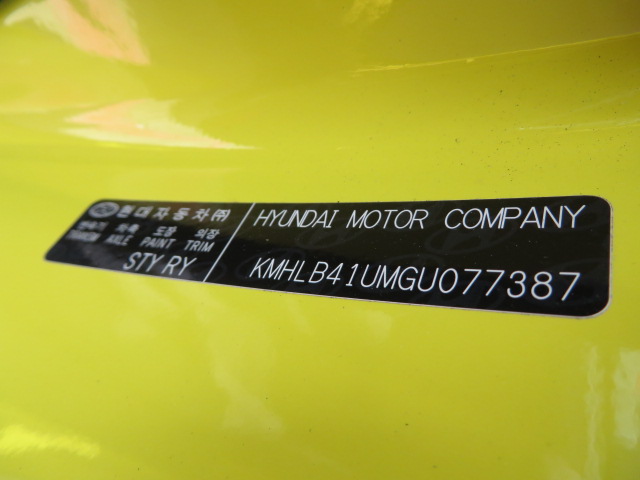 현대자동차(주)
변속기 차축 도장 의장
TRANSM AXLE PAINT TRIM
STY RY
HYUNDAI MOTOR COMPANY
KMHLB41UMGU077387